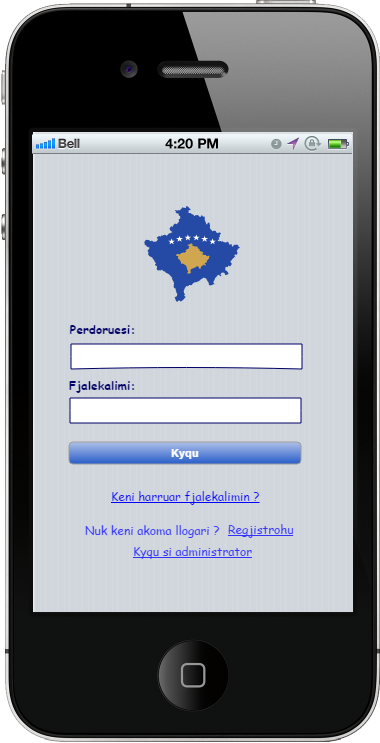 Bell 4:20 PM
Perdoruesi:
Fjalekalimi:
Kyqu
Keni harruar fjalekalimin ?
Nuk keni akoma llogari ? Regjistrohu
Kyqu si administrator